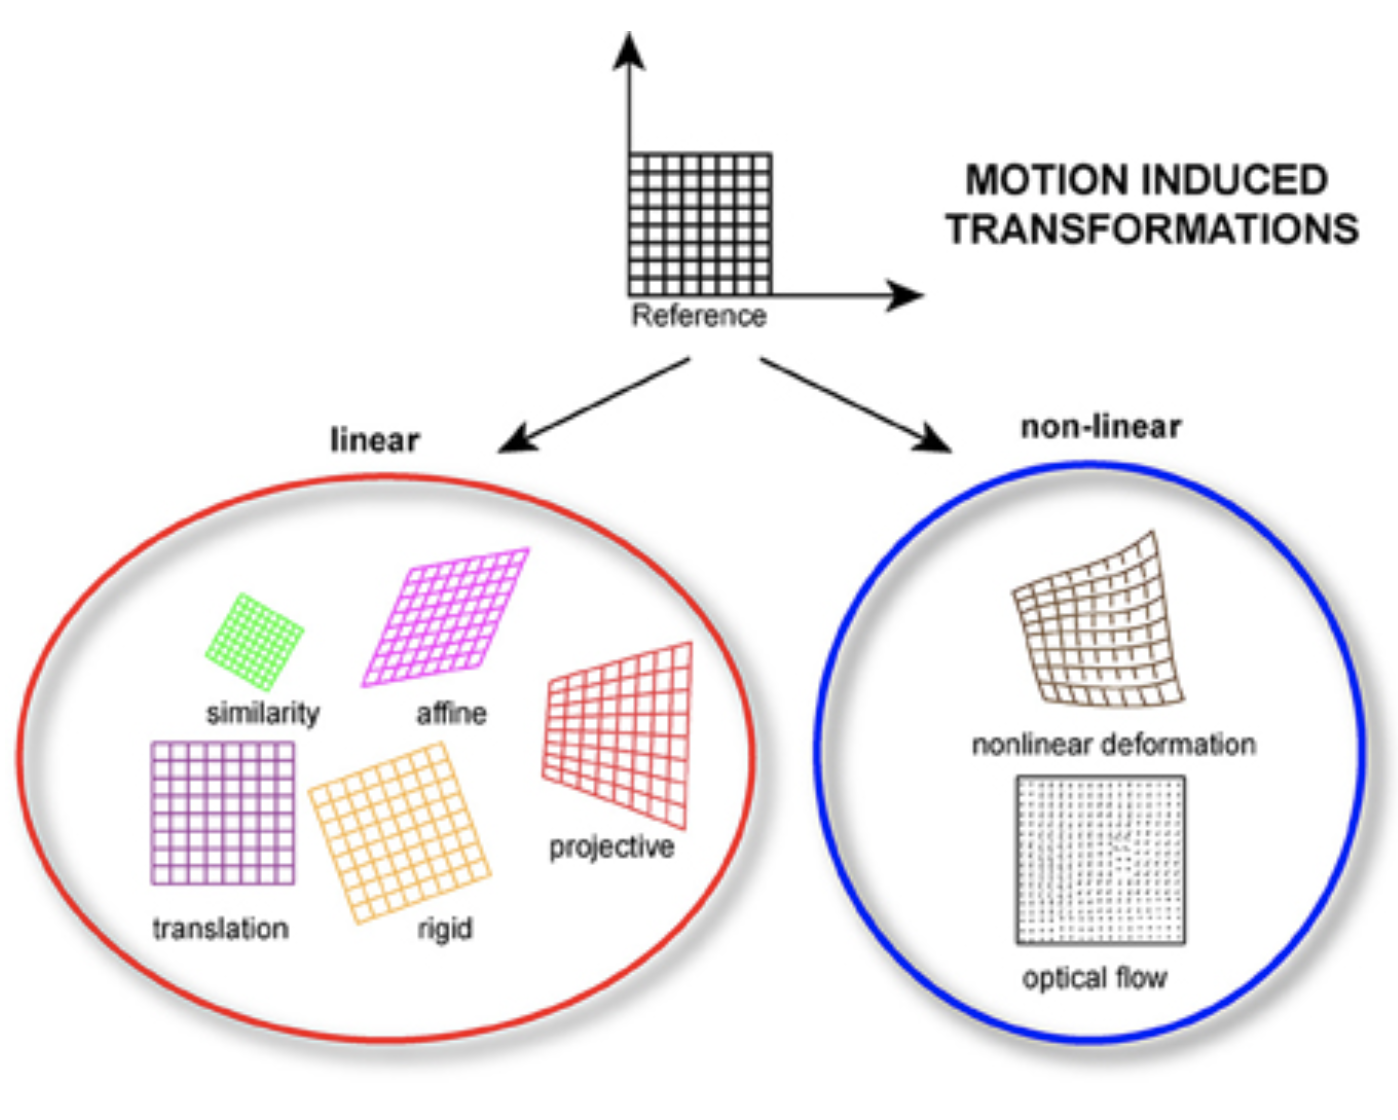 MOTION INDUCED
TRANSFORMATIONS
Reference
linear
non-linear
similarity
affine
projective
translation
rigid
nonlinear deformation
optical flow